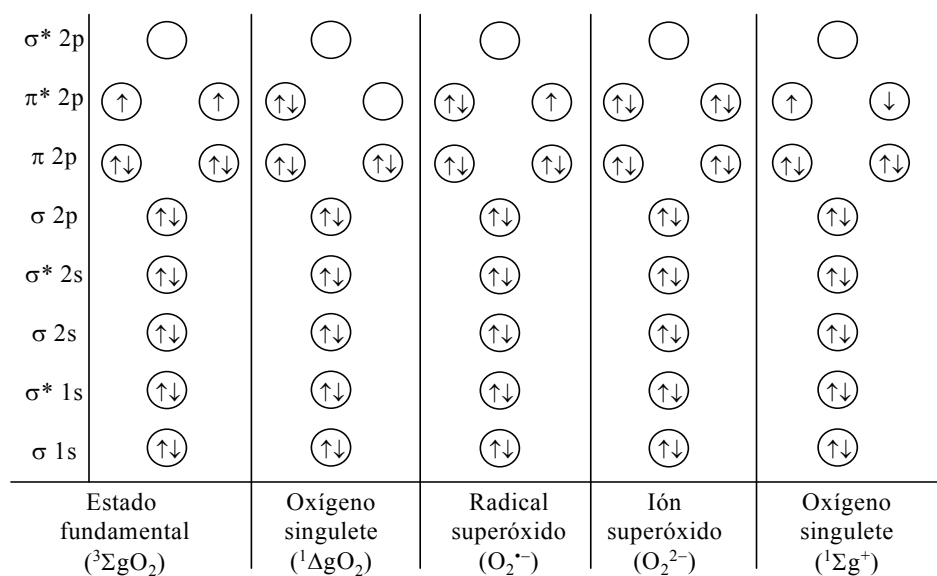 σ* 2p
π* 2p ↑ ↑ ↑↓ ↑↓ ↑ ↑↓ ↑↓ ↑ ↓
π 2p ↑↓ ↑↓ ↑↓ ↑↓ ↑↓ ↑↓ ↑↓ ↑↓ ↑↓ ↑↓
σ 2p ↑↓ ↑↓ ↑↓ ↑↓ ↑↓
σ* 2s ↑↓ ↑↓ ↑↓ ↑↓ ↑↓
σ 2s ↑↓ ↑↓ ↑↓ ↑↓ ↑↓
σ* 1s ↑↓ ↑↓ ↑↓ ↑↓ ↑↓
σ 1s ↑↓ ↑↓ ↑↓ ↑↓ ↑↓
Estado
fundamental
(³ΣgO₂)
Oxígeno
singulete
(¹ΔgO₂)
Radical
superóxido
(O₂•⁻)
Ión
superóxido
(O₂²⁻)
Oxígeno
singulete
(¹Σg⁺)